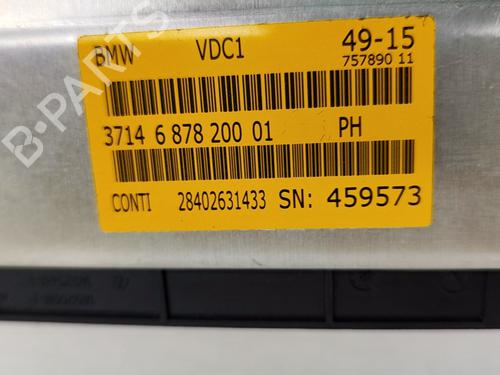 BMW VDC1 49-15
757890 11
3714 6 878 200 01 PH
CONTI 28402631433 SN: 459573
B-PARTS